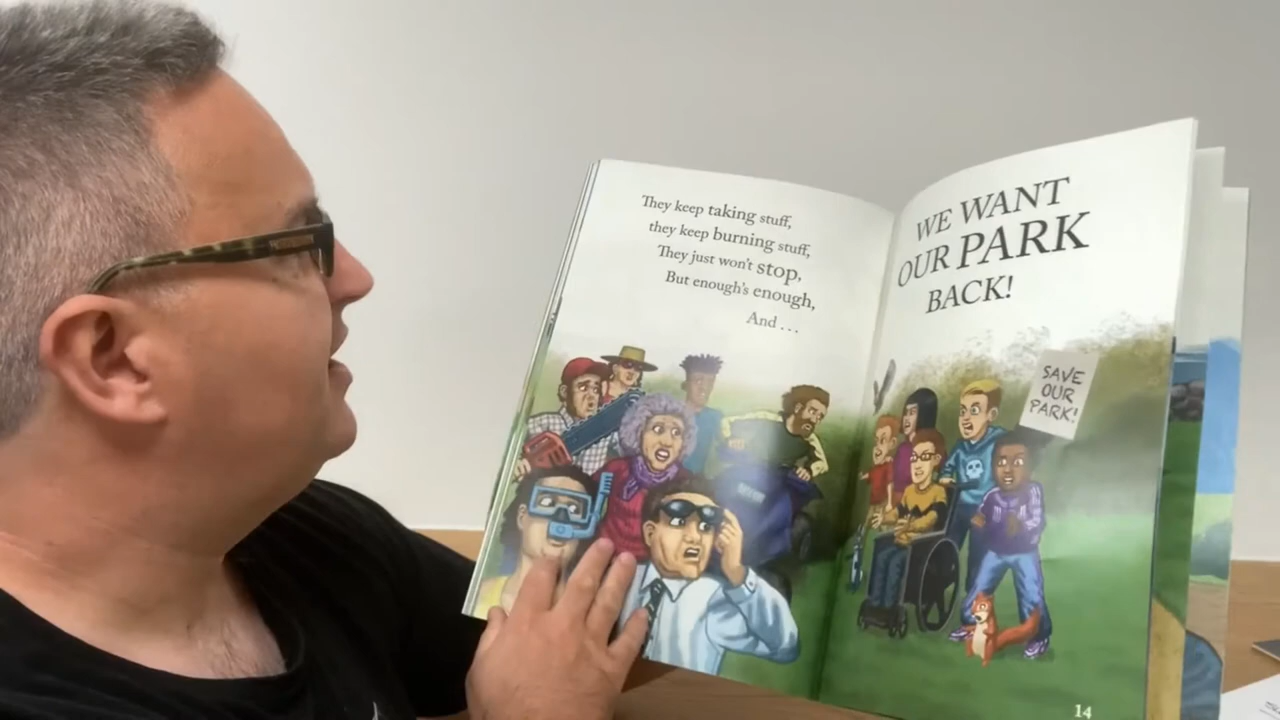 They keep taking stuff,
they keep burning stuff,
They just won't stop,
But enough's enough,
And ...
WE WANT
OUR PARK
BACK!
SAVE
OUR
PARK!
14